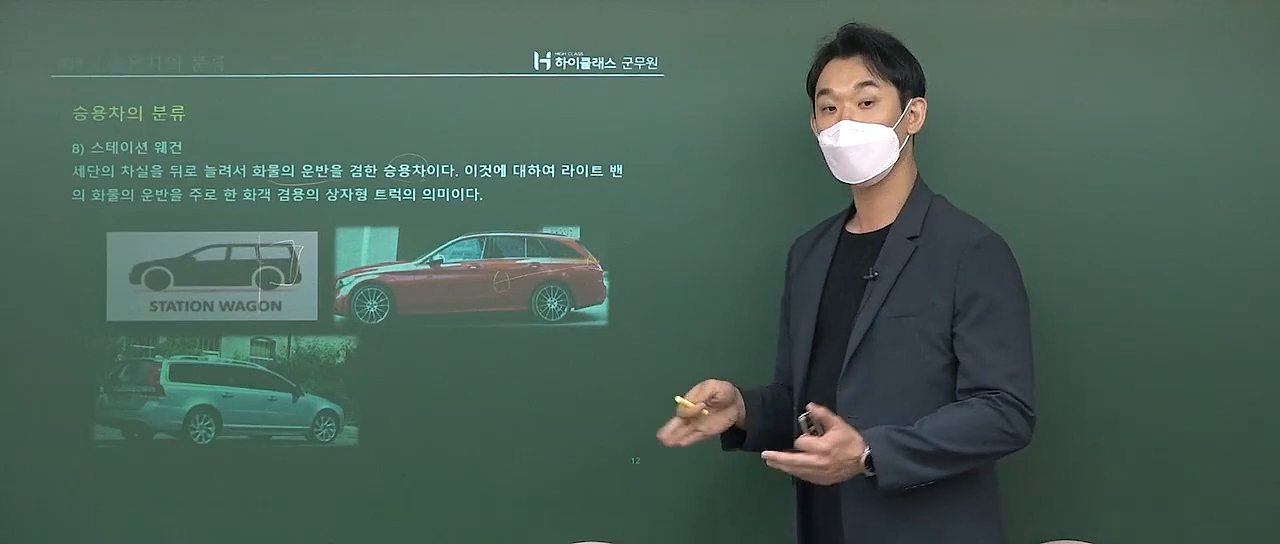 HIGH CLASS
하이클래스 군무원
승용차의 분류
8) 스테이션 웨건
세단의 차실을 뒤로 늘려서 화물의 운반을 겸한 승용차이다. 이것에 대하여 라이트 밴
의 화물의 운반을 주로 한 화객 겸용의 상자형 트럭의 의미이다.
STATION WAGON
12